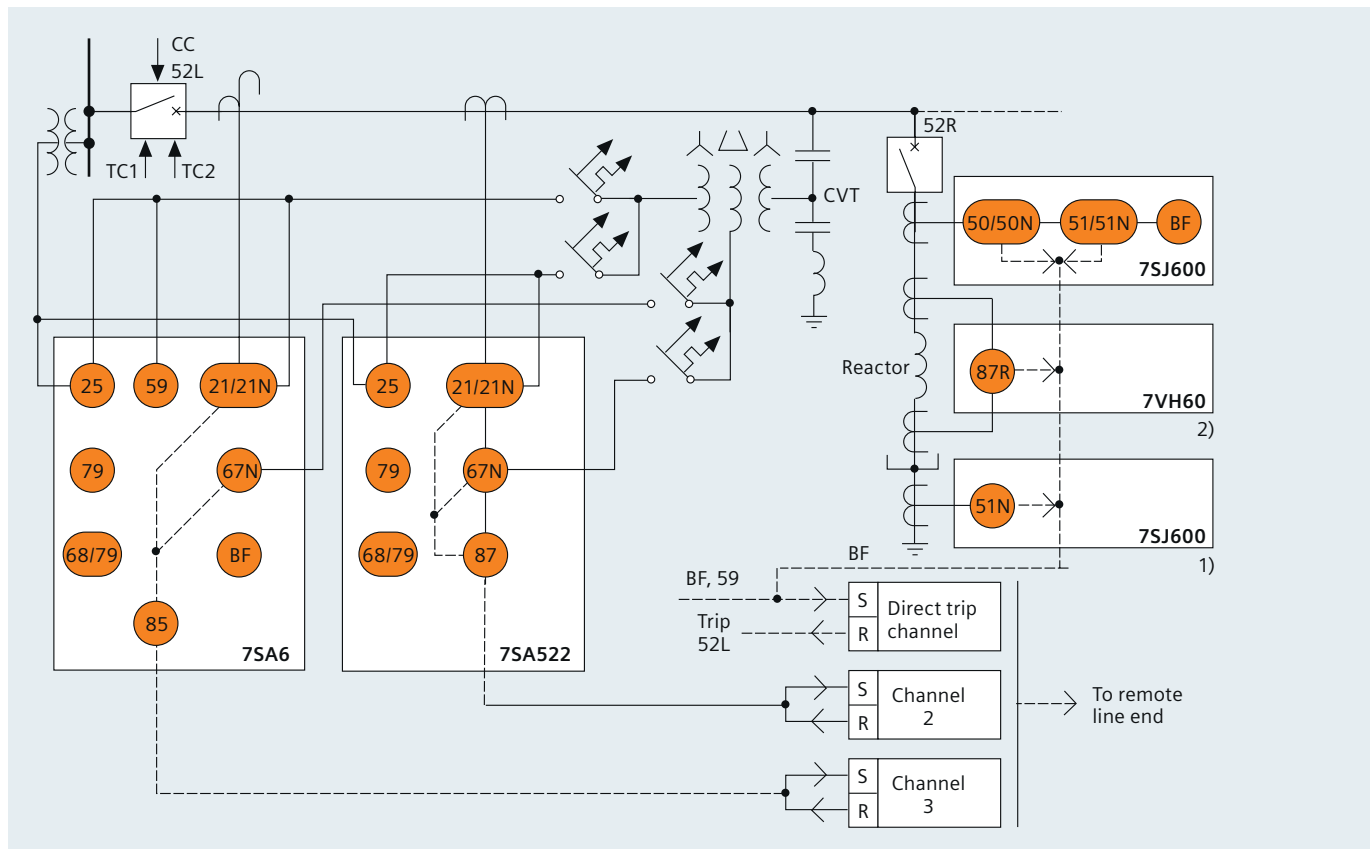 CC
52L
TC1
TC2
52R
CVT
50/50N
51/51N
BF
7SJ600
Reactor
87R
7VH60
2)
51N
7SJ600
1)
25
59
21/21N
79
67N
68/79
BF
85
7SA6
25
21/21N
79
67N
68/79
87
7SA522
BF
BF, 59
Trip
52L
S
R
Direct trip
channel
S
R
Channel
2
S
R
Channel
3
To remote
line end